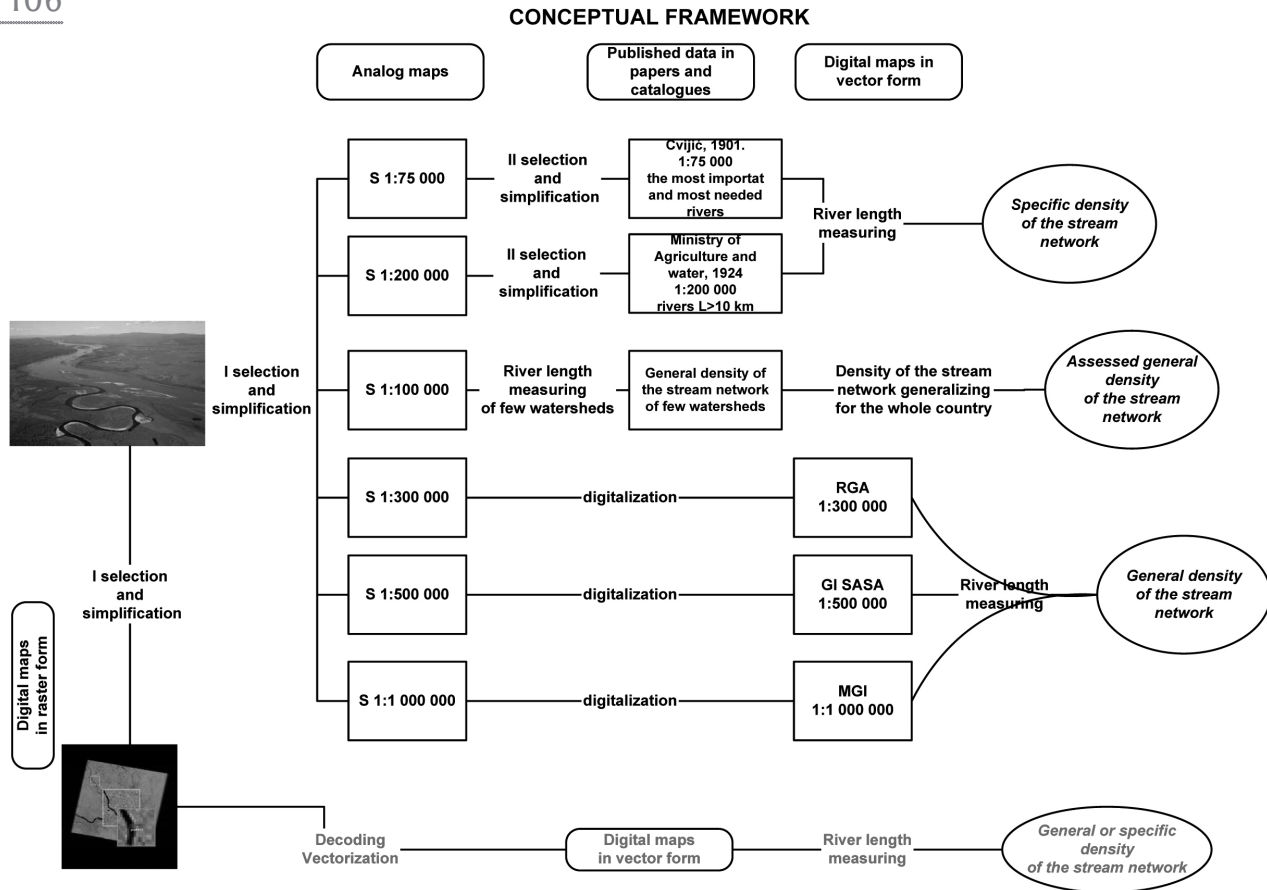 106
CONCEPTUAL FRAMEWORK
Analog maps
Published data in
papers and
catalogues
Digital maps in
vector form
S 1:75 000
II selection
and
simplification
Cvijić, 1901.
1:75 000
the most importat
and most needed
rivers
River length
measuring
Specific density
of the stream
network
S 1:200 000
II selection
and
simplification
Ministry of
Agriculture and
water, 1924
1:200 000
rivers L>10 km
I selection
and
simplification
S 1:100 000
River length
measuring
of few watersheds
General density of
the stream network
of few watersheds
Density of the stream
network generalizing
for the whole country
Assessed general
density
of the stream
network
S 1:300 000
digitalization
RGA
1:300 000
S 1:500 000
digitalization
GI SASA
1:500 000
River length
measuring
General density
of the stream
network
S 1:1 000 000
digitalization
MGI
1:1 000 000
I selection
and
simplification
Digital maps
in raster form
Decoding
Vectorization
Digital maps
in vector form
River length
measuring
General or specific
density
of the stream network